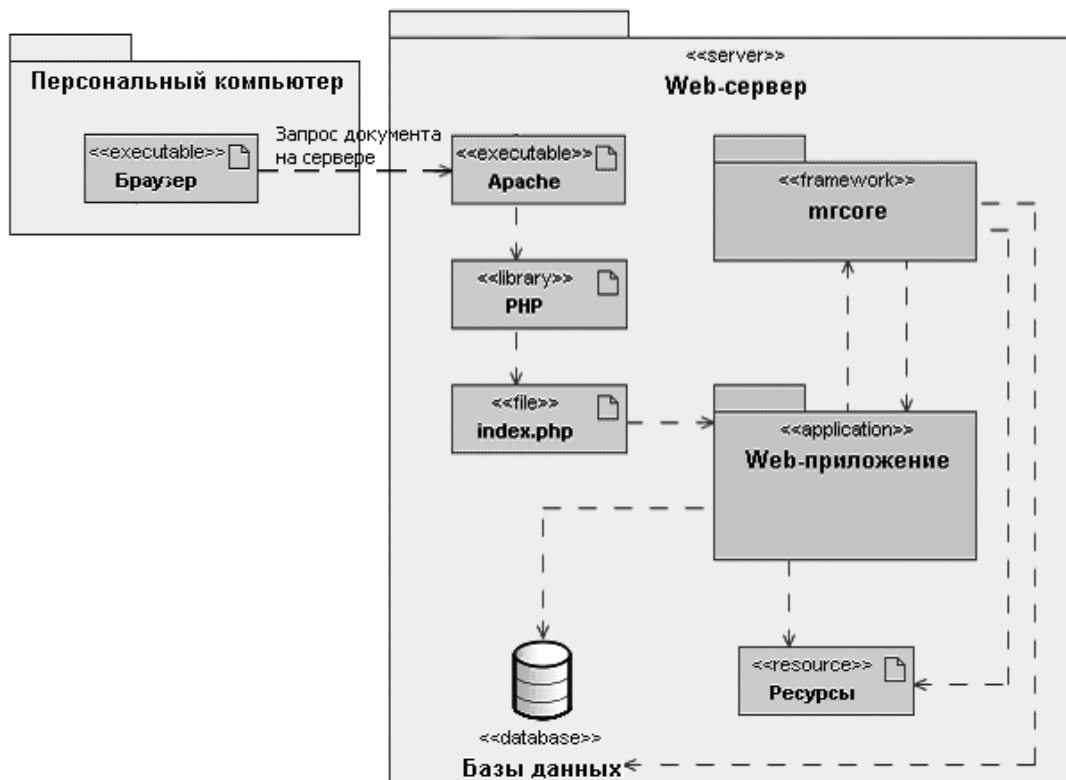 Персональный компьютер
<<executable>>
Браузер
Запрос документа
на сервере
<<server>>
Web-сервер
<<executable>>
Apache
<<library>>
PHP
<<file>>
index.php
<<framework>>
mrcore
<<application>>
Web-приложение
<<resource>>
Ресурсы
<<database>>
Базы данных